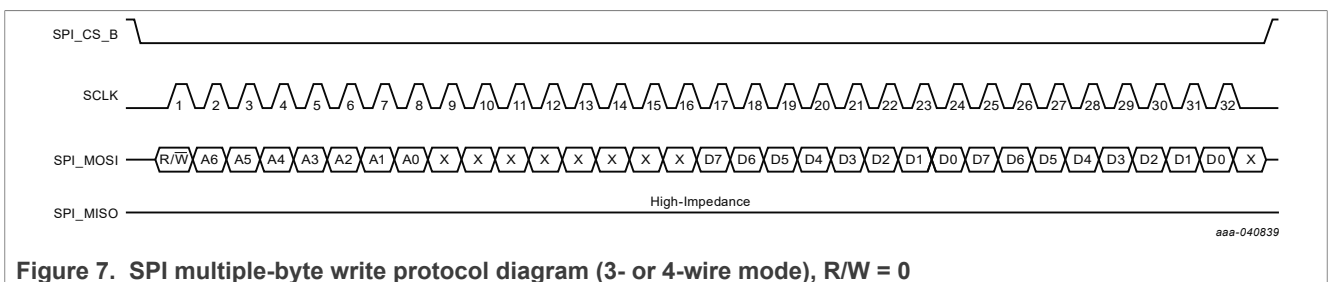 SPI_CS_B
SCLK
1 2 3 4 5 6 7 8 9 10 11 12 13 14 15 16 17 18 19 20 21 22 23 24 25 26 27 28 29 30 31 32
SPI_MOSI
R/W̅ A6 A5 A4 A3 A2 A1 A0 X X X X X X X X D7 D6 D5 D4 D3 D2 D1 D0 D7 D6 D5 D4 D3 D2 D1 D0 X
High-Impedance
SPI_MISO
aaa-040839
Figure 7. SPI multiple-byte write protocol diagram (3- or 4-wire mode), R/W = 0